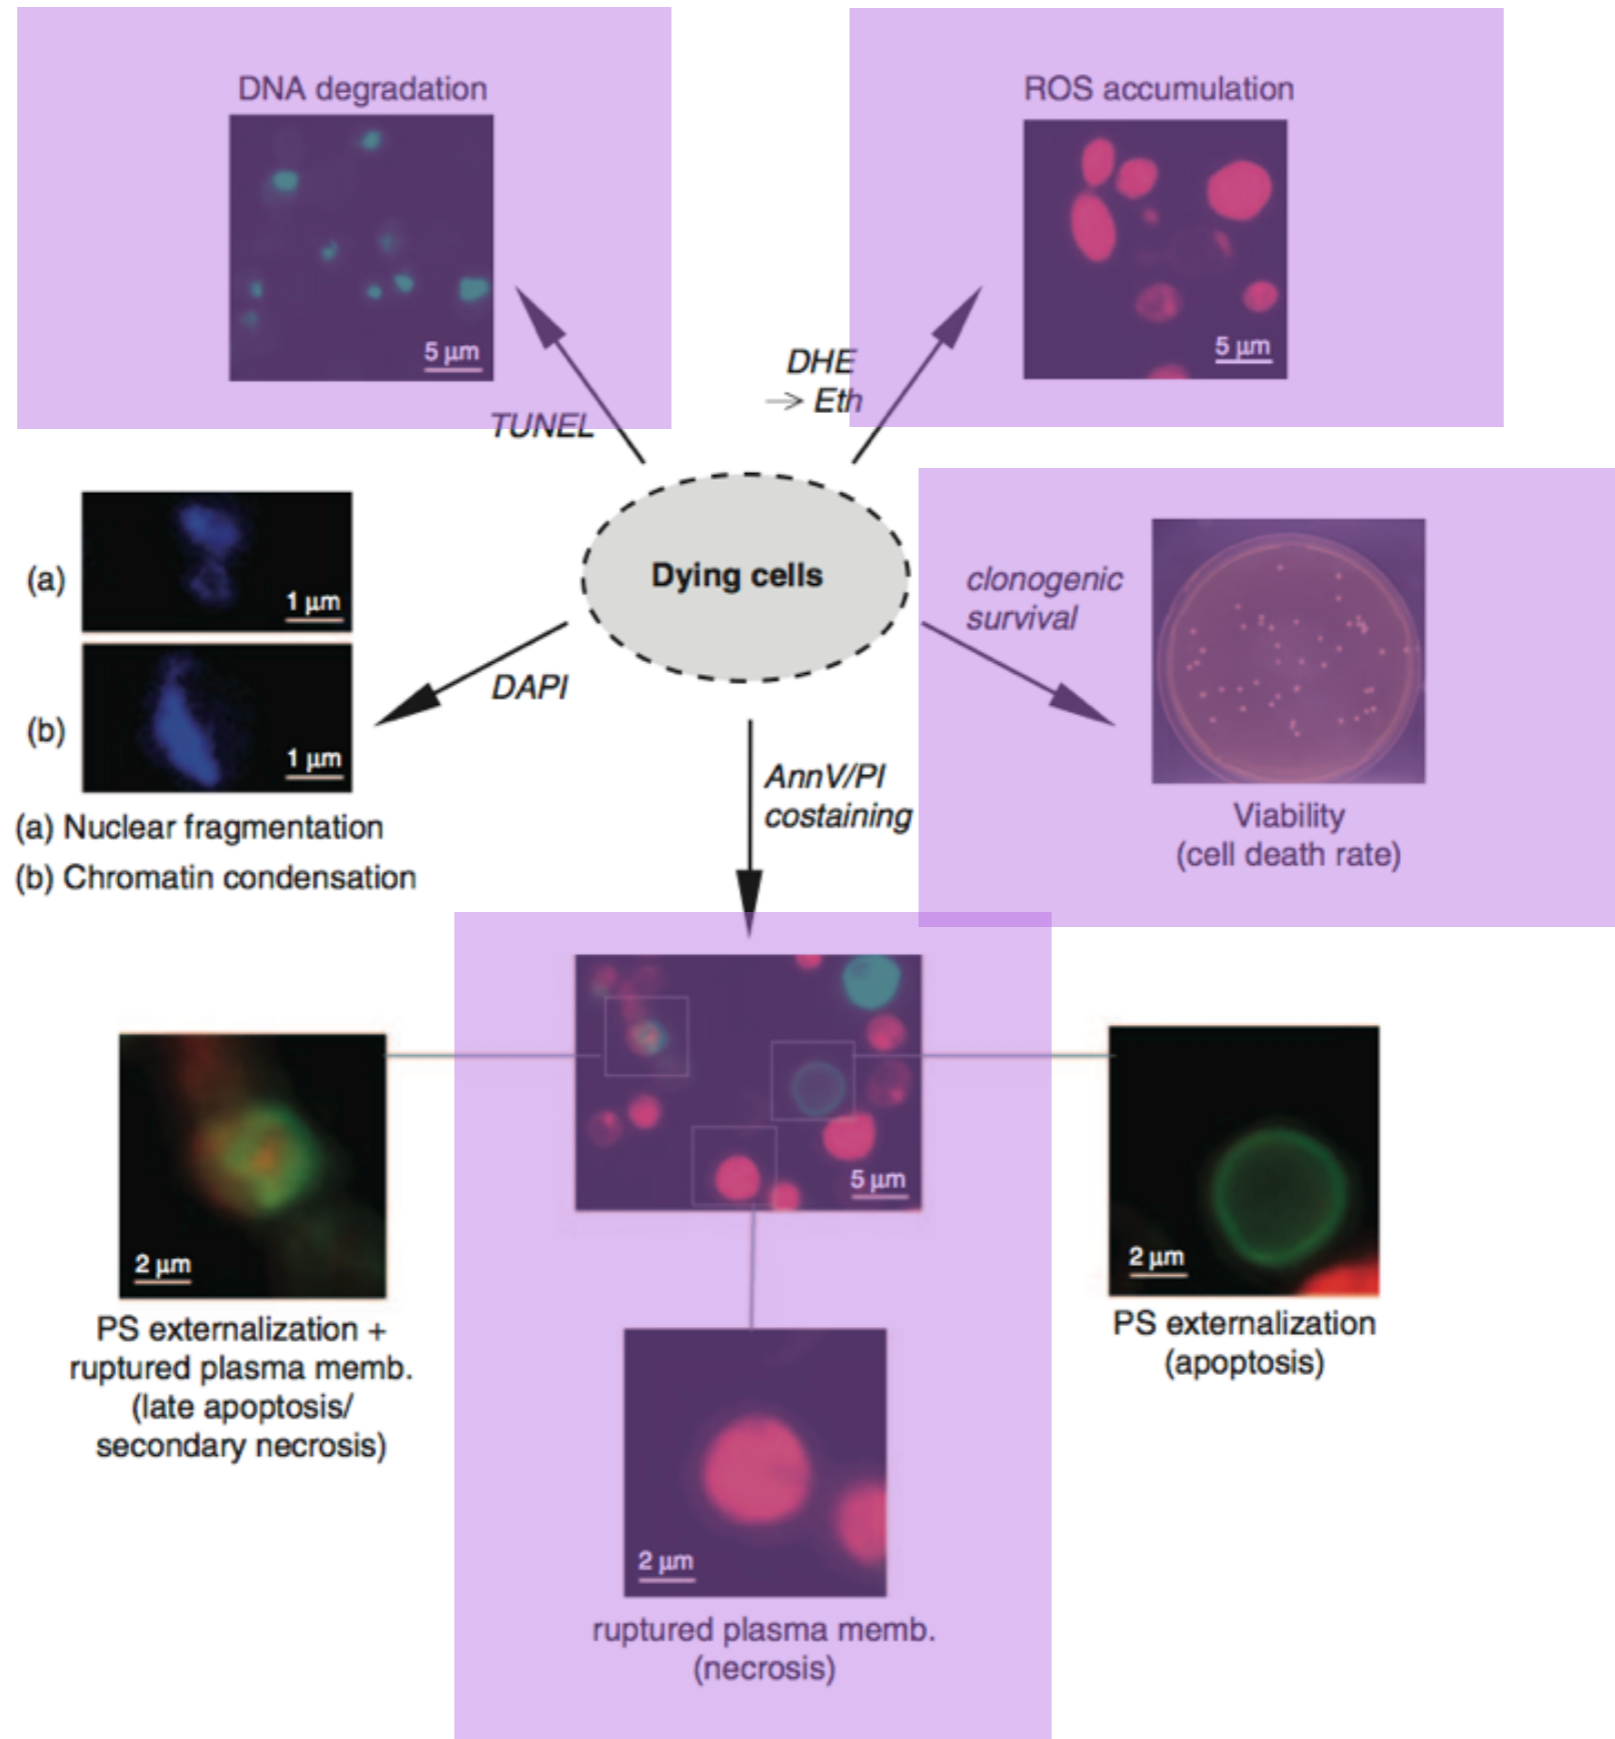 DNA degradation
5 µm
ROS accumulation
5 µm
TUNEL
DHE
→ Eth
Dying cells
(a)
1 µm
(b)
1 µm
DAPI
(a) Nuclear fragmentation
(b) Chromatin condensation
clonogenic
survival
Viability
(cell death rate)
AnnV/PI
costaining
5 µm
2 µm
PS externalization +
ruptured plasma memb.
(late apoptosis/
secondary necrosis)
2 µm
PS externalization
(apoptosis)
2 µm
ruptured plasma memb.
(necrosis)